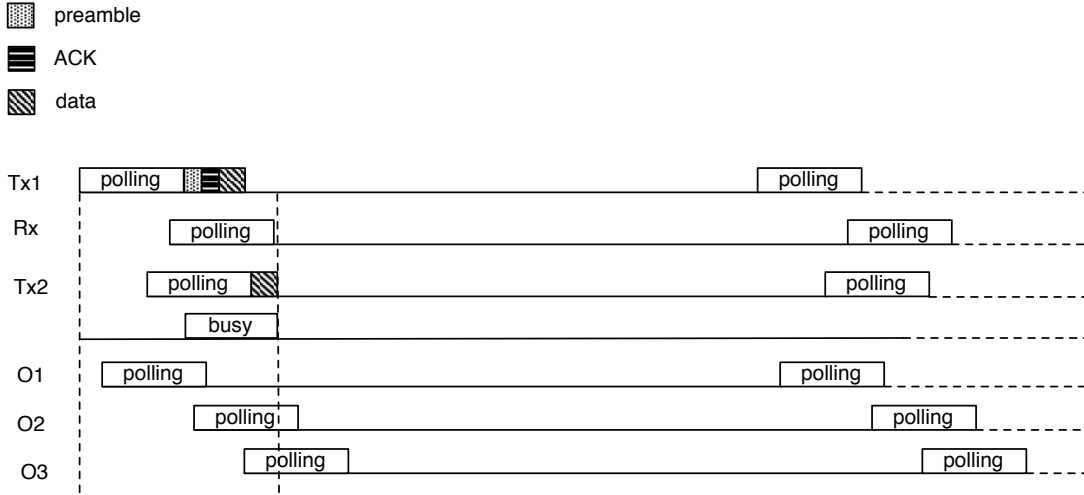 preamble
ACK
data
Tx1 polling polling
Rx polling polling
Tx2 polling polling
busy
O1 polling polling
O2 polling polling
O3 polling polling